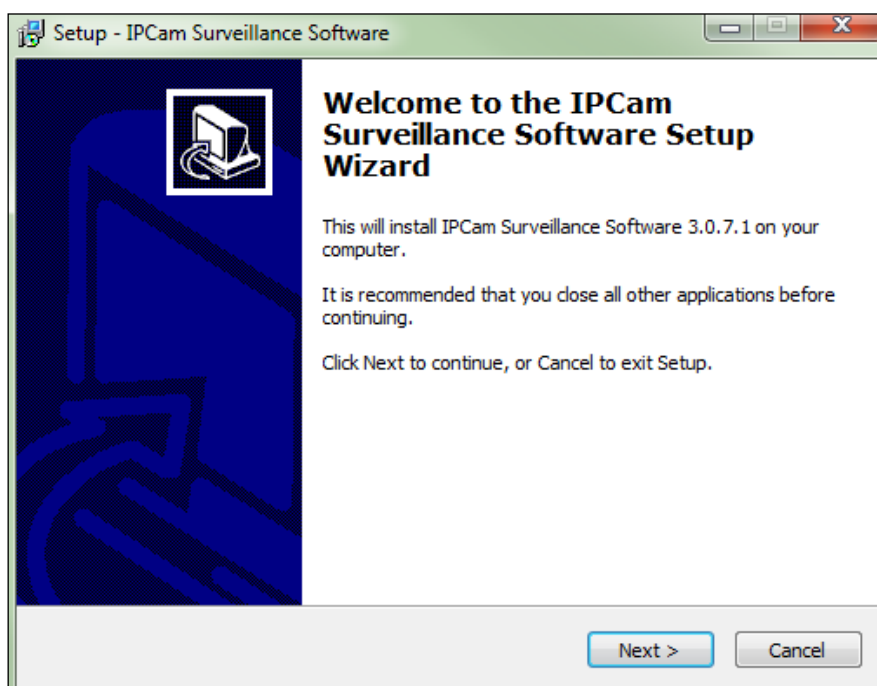 Setup - IPCam Surveillance Software
Welcome to the IPCam
Surveillance Software Setup
Wizard
This will install IPCam Surveillance Software 3.0.7.1 on your
computer.
It is recommended that you close all other applications before
continuing.
Click Next to continue, or Cancel to exit Setup.
Next >
Cancel